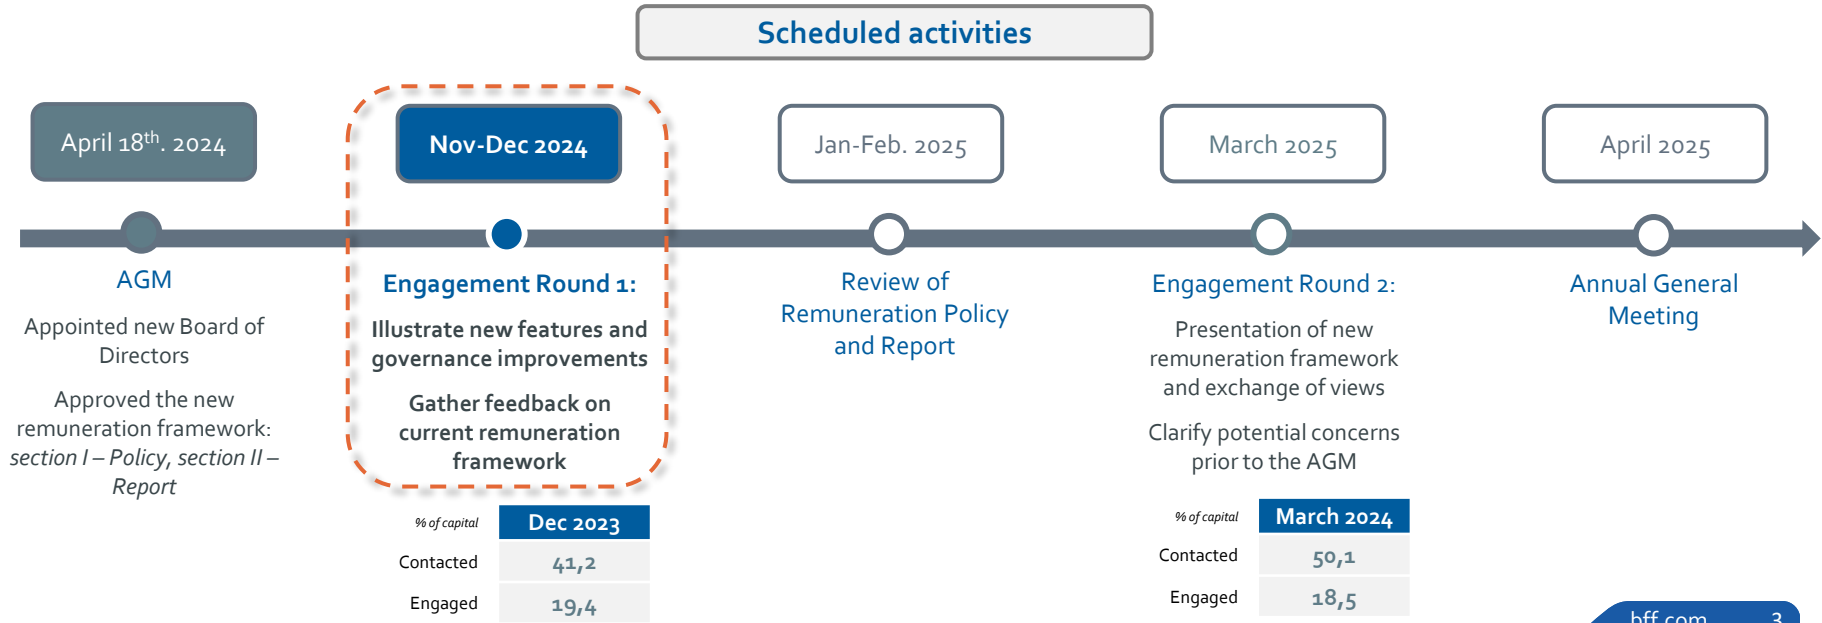 Scheduled activities
April 18th. 2024
AGM
Appointed new Board of
Directors
Approved the new
remuneration framework:
section I – Policy, section II –
Report
Nov-Dec 2024
Engagement Round 1:
Illustrate new features and
governance improvements
Gather feedback on
current remuneration
framework
% of capital Dec 2023
Contacted 41,2
Engaged 19,4
Jan-Feb. 2025
Review of
Remuneration Policy
and Report
March 2025
Engagement Round 2:
Presentation of new
remuneration framework
and exchange of views
Clarify potential concerns
prior to the AGM
% of capital March 2024
Contacted 50,1
Engaged 18,5
April 2025
Annual General
Meeting
bff.com 3